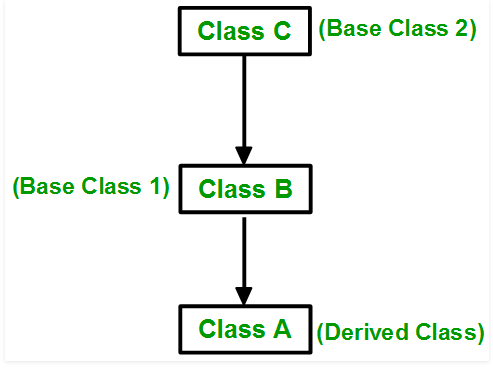 Class C (Base Class 2)
(Base Class 1) Class B
Class A (Derived Class)